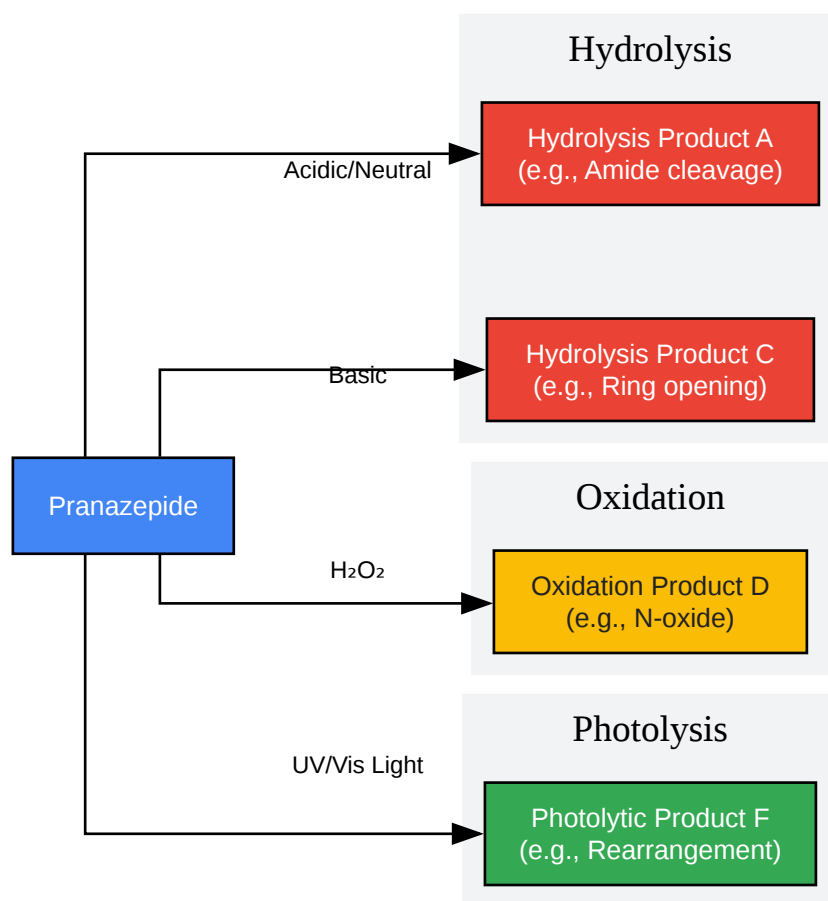 Hydrolysis
Hydrolysis Product A
(e.g., Amide cleavage)
Acidic/Neutral
Hydrolysis Product C
(e.g., Ring opening)
Basic
Pranazepide
Oxidation
H₂O₂
Oxidation Product D
(e.g., N-oxide)
Photolysis
UV/Vis Light
Photolytic Product F
(e.g., Rearrangement)